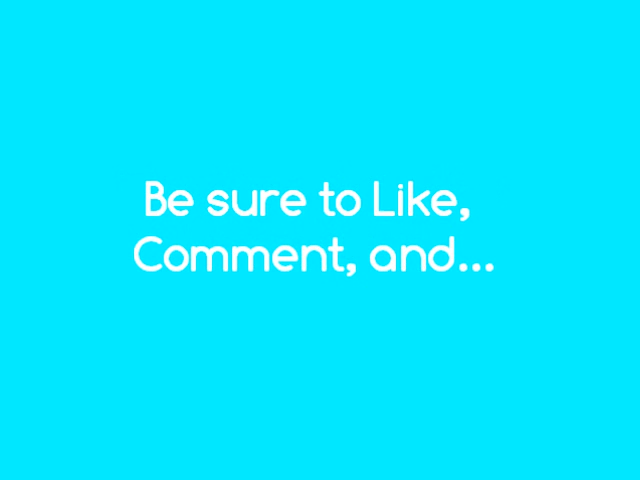 Be sure to Like,
Comment, and...